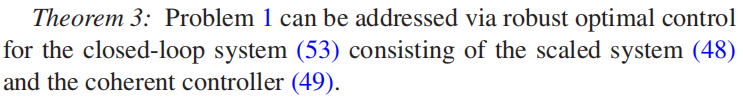 Theorem 3: Problem 1 can be addressed via robust optimal control
for the closed-loop system (53) consisting of the scaled system (48)
and the coherent controller (49).